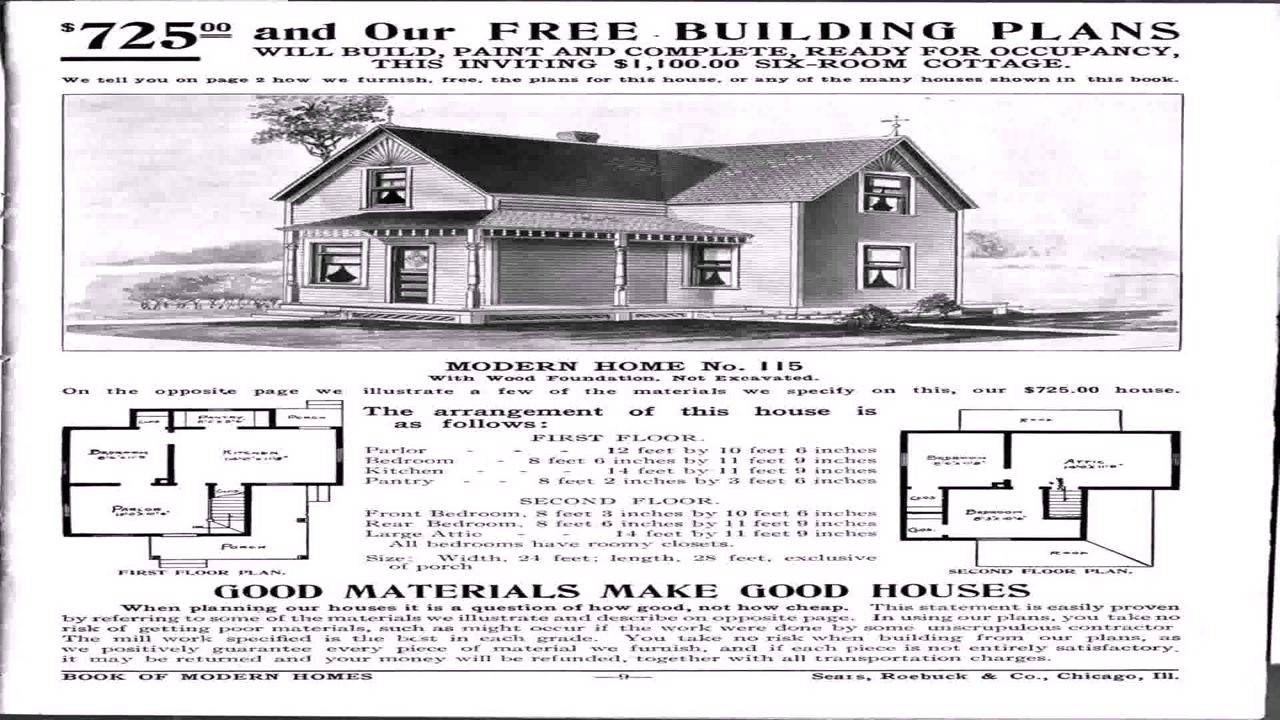 $725.00 and Our FREE BUILDING PLANS
WILL BUILD, PAINT AND COMPLETE, READY FOR OCCUPANCY,
THIS INVITING $1,100.00 SIX-ROOM COTTAGE.
We tell you on page 2 how we furnish, free, the plans for this house, or any of the many houses shown in this book.
MODERN HOME No. 115
With Wood Foundation. Not Excavated.
On the opposite page we illustrate a few of the materials we specify on this, our $725.00 house.
The arrangement of this house is
as follows:
FIRST FLOOR.
Parlor - - - 12 feet by 10 feet 6 inches
Bedroom - 8 feet 6 inches by 11 feet 9 inches
Kitchen - - - 14 feet by 11 feet 9 inches
Pantry - - 8 feet 2 inches by 3 feet 6 inches
SECOND FLOOR.
Front Bedroom, 8 feet 3 inches by 10 feet 6 inches
Rear Bedroom, 8 feet 6 inches by 11 feet 9 inches
Large Attic - - 14 feet by 11 feet 9 inches
All bedrooms have roomy closets.
Size: Width, 24 feet; length, 28 feet, exclusive
of porch
PANTRY
PORCH
BEDROOM
KITCHEN
PARLOR
PORCH
FIRST FLOOR PLAN.
ROOF
BEDROOM
ATTIC
CLOS.
BEDROOM
CLOS.
ROOF
SECOND FLOOR PLAN.
GOOD MATERIALS MAKE GOOD HOUSES
When planning our houses it is a question of how good, not how cheap. This statement is easily proven
by referring to some of the materials we illustrate and describe on opposite page. In using our plans, you take no
risk of getting poor materials, such as might occur if the work were done by some unscrupulous contractor
The mill work specified is the best in each grade. You take no risk when building from our plans, as
we positively guarantee every piece of material we furnish, and if each piece is not entirely satisfactory,
it may be returned and your money will be refunded, together with all transportation charges.
BOOK OF MODERN HOMES —9— Sears, Roebuck & Co., Chicago, Ill.